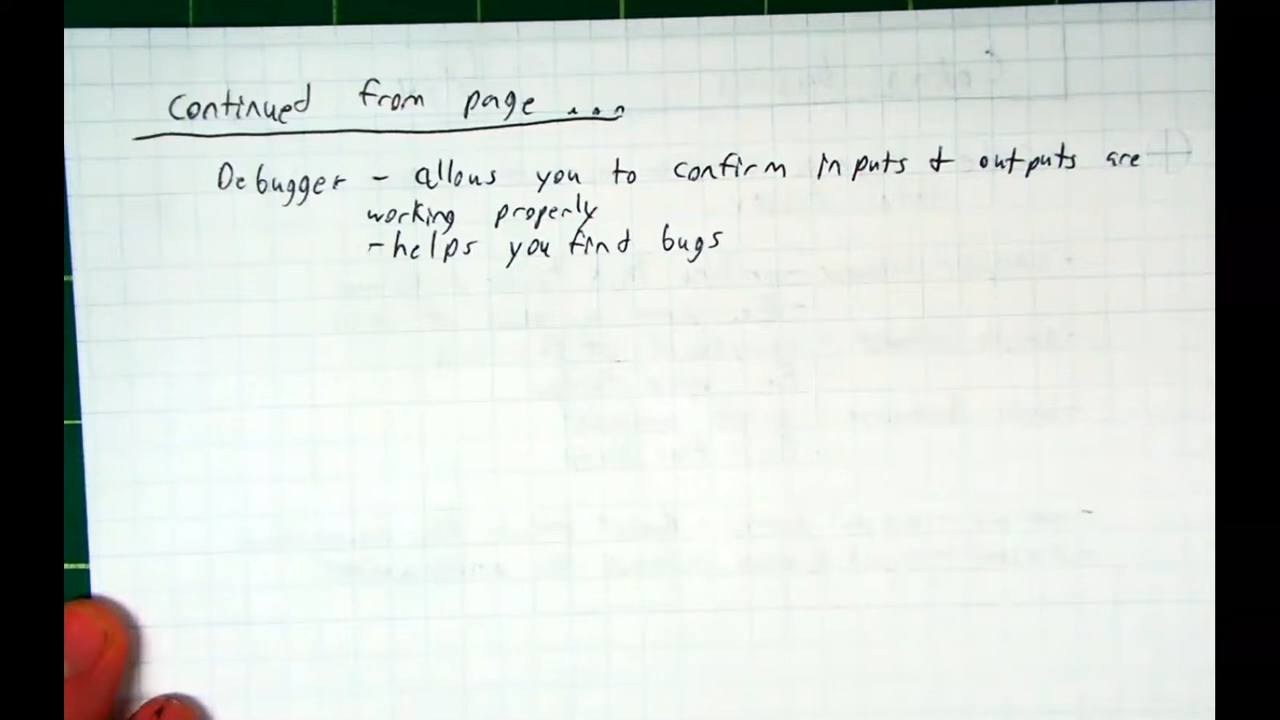 Continued from page ...
Debugger - allows you to confirm inputs & outputs are
working properly
- helps you find bugs